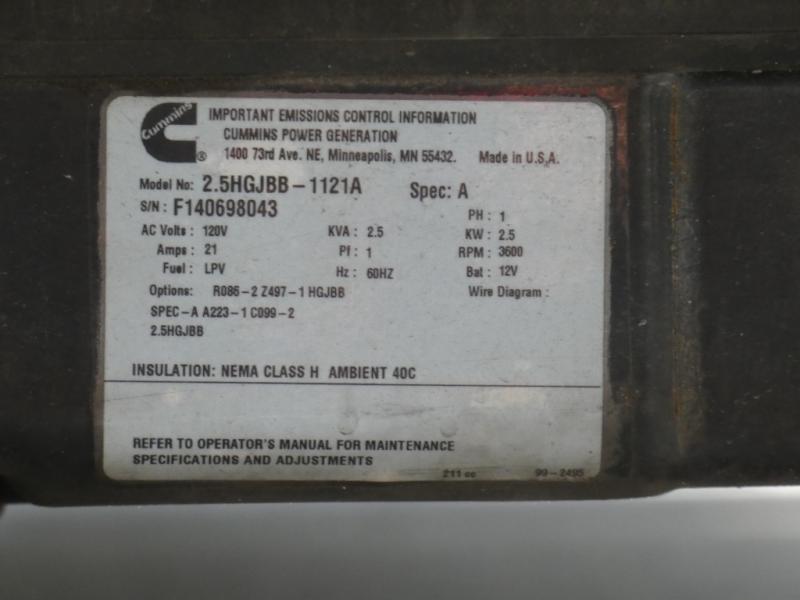 Cummins
®
IMPORTANT EMISSIONS CONTROL INFORMATION
CUMMINS POWER GENERATION
1400 73rd Ave. NE, Minneapolis, MN 55432. Made in U.S.A.
Model No: 2.5HGJBB-1121A Spec: A
S/N : F140698043 PH : 1
AC Volts : 120V KVA : 2.5 KW : 2.5
Amps : 21 Pf : 1 RPM : 3600
Fuel : LPV Hz : 60HZ Bat : 12V
Options: R086-2 Z497-1 HGJBB Wire Diagram :
SPEC-A A223-1 C099-2
2.5HGJBB
INSULATION: NEMA CLASS H AMBIENT 40C
REFER TO OPERATOR'S MANUAL FOR MAINTENANCE
SPECIFICATIONS AND ADJUSTMENTS
211 cc 99-2495